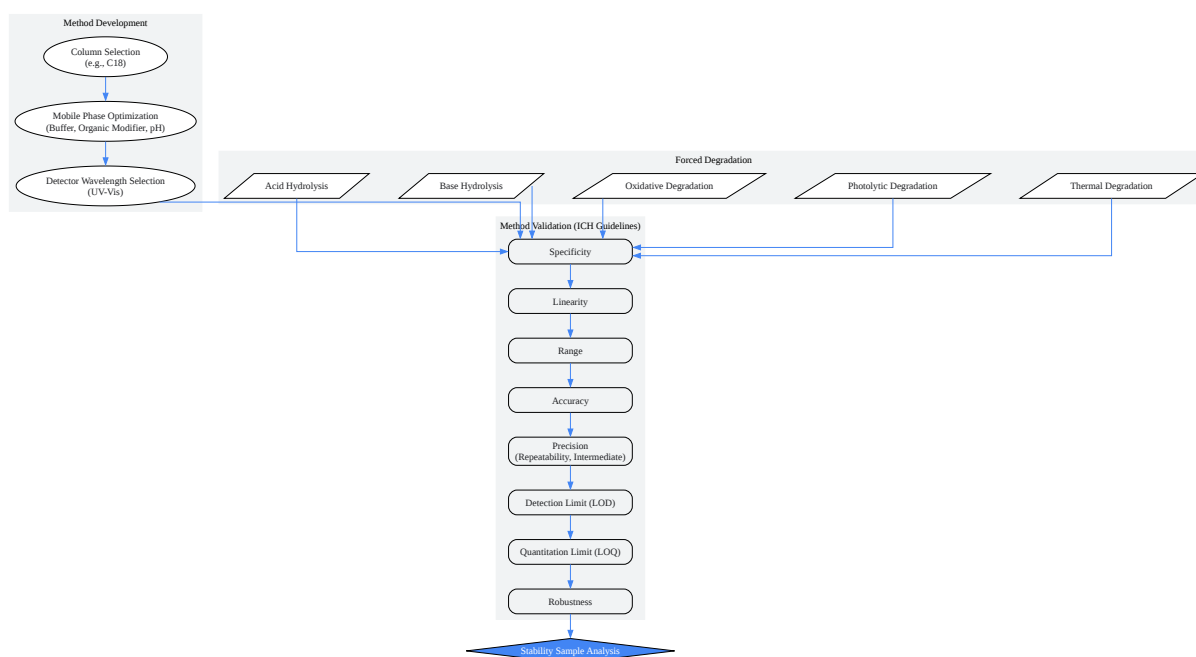 Method Development
Column Selection
(e.g., C18)
Mobile Phase Optimization
(Buffer, Organic Modifier, pH)
Detector Wavelength Selection
(UV-Vis)
Forced Degradation
Acid Hydrolysis
Base Hydrolysis
Oxidative Degradation
Photolytic Degradation
Thermal Degradation
Method Validation (ICH Guidelines)
Specificity
Linearity
Range
Accuracy
Precision
(Repeatability, Intermediate)
Detection Limit (LOD)
Quantitation Limit (LOQ)
Robustness
Stability Sample Analysis